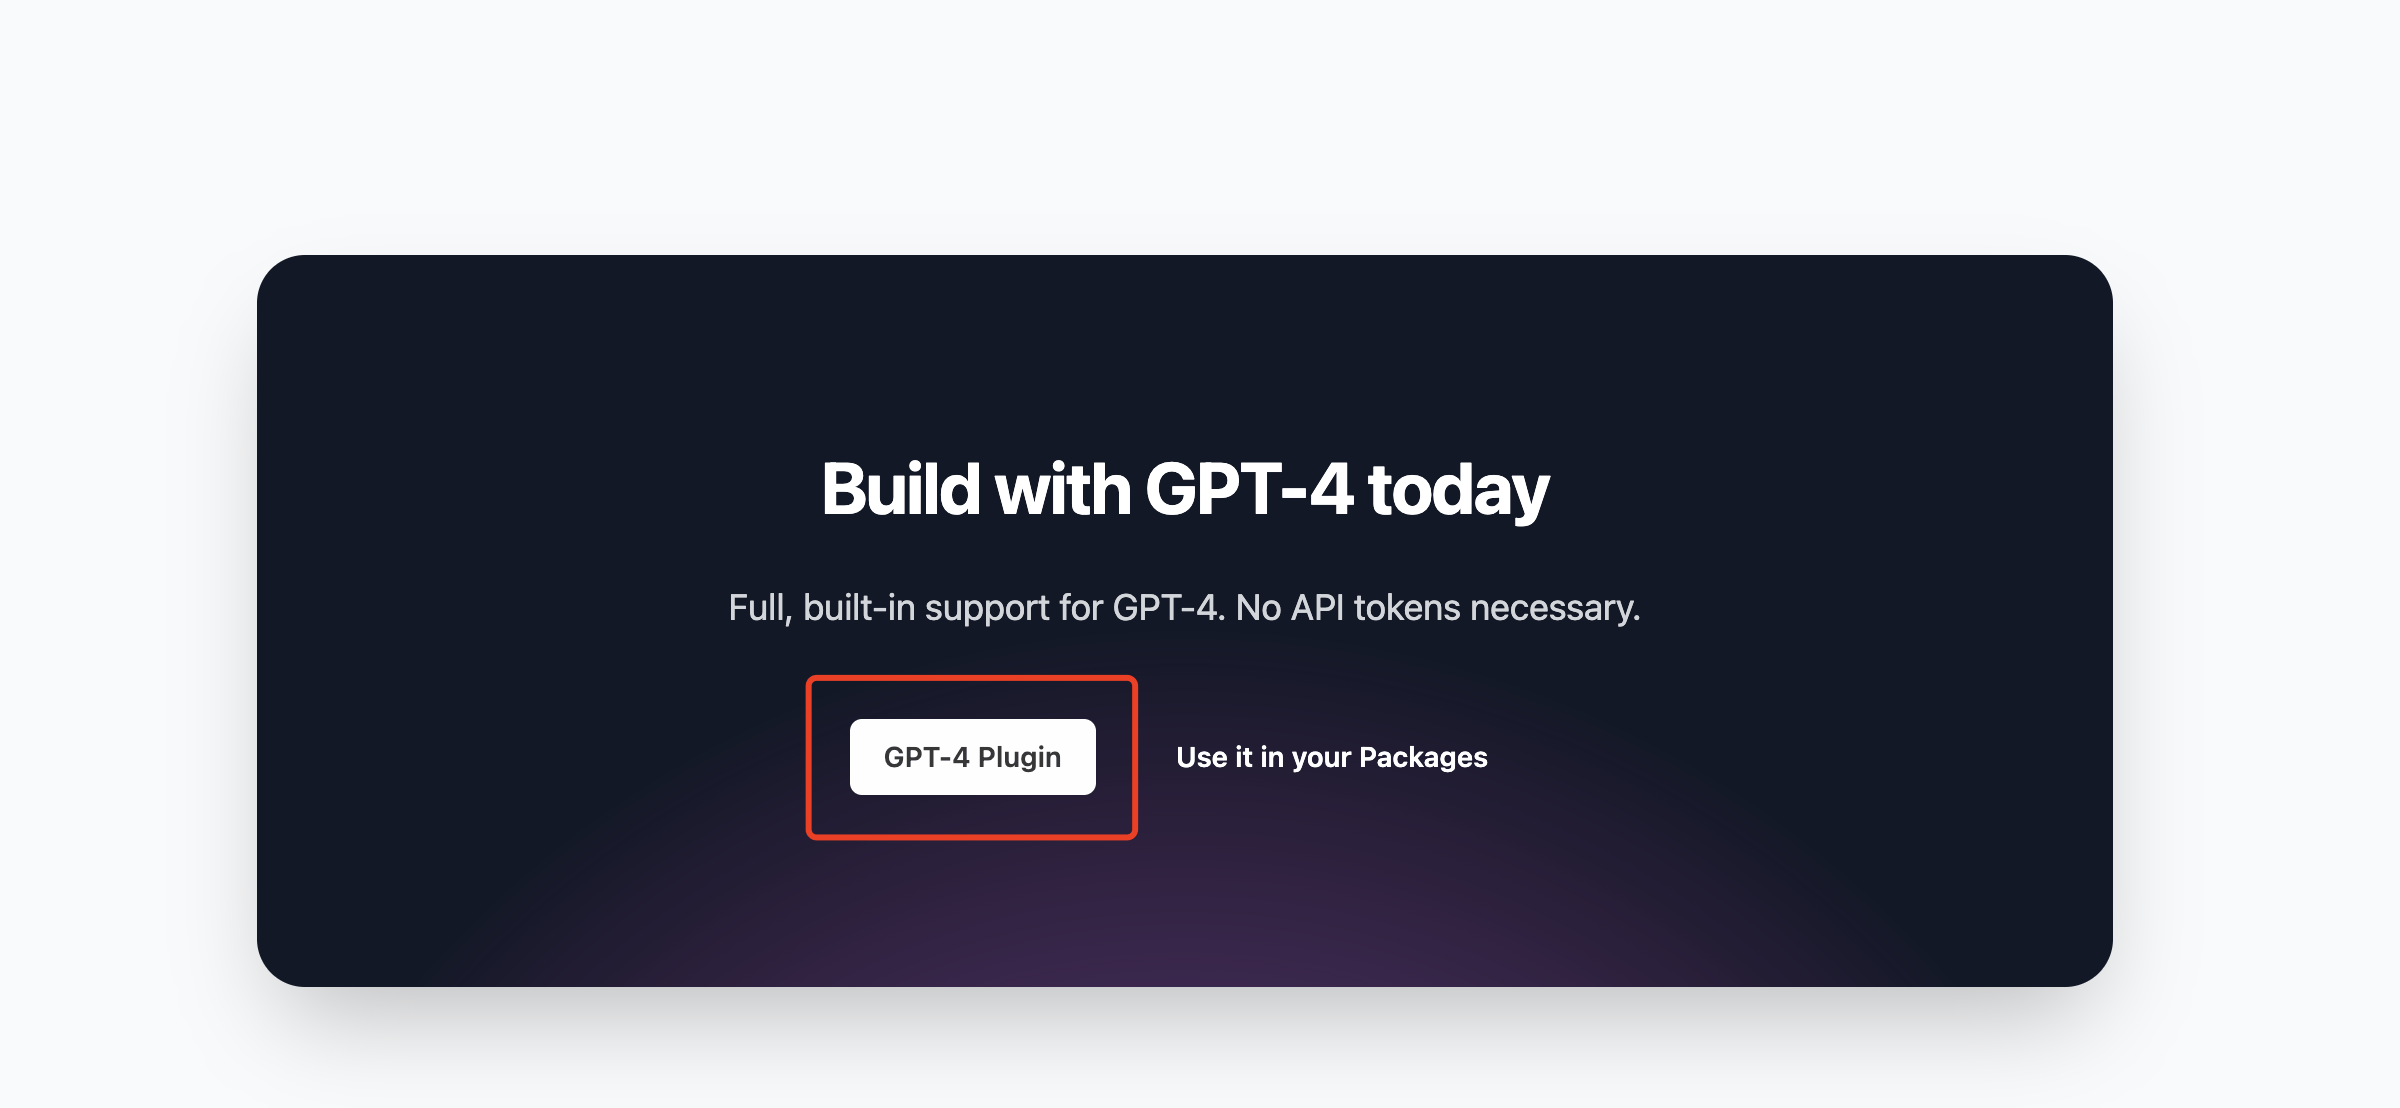 Build with GPT-4 today
Full, built-in support for GPT-4. No API tokens necessary.
GPT-4 Plugin
Use it in your Packages